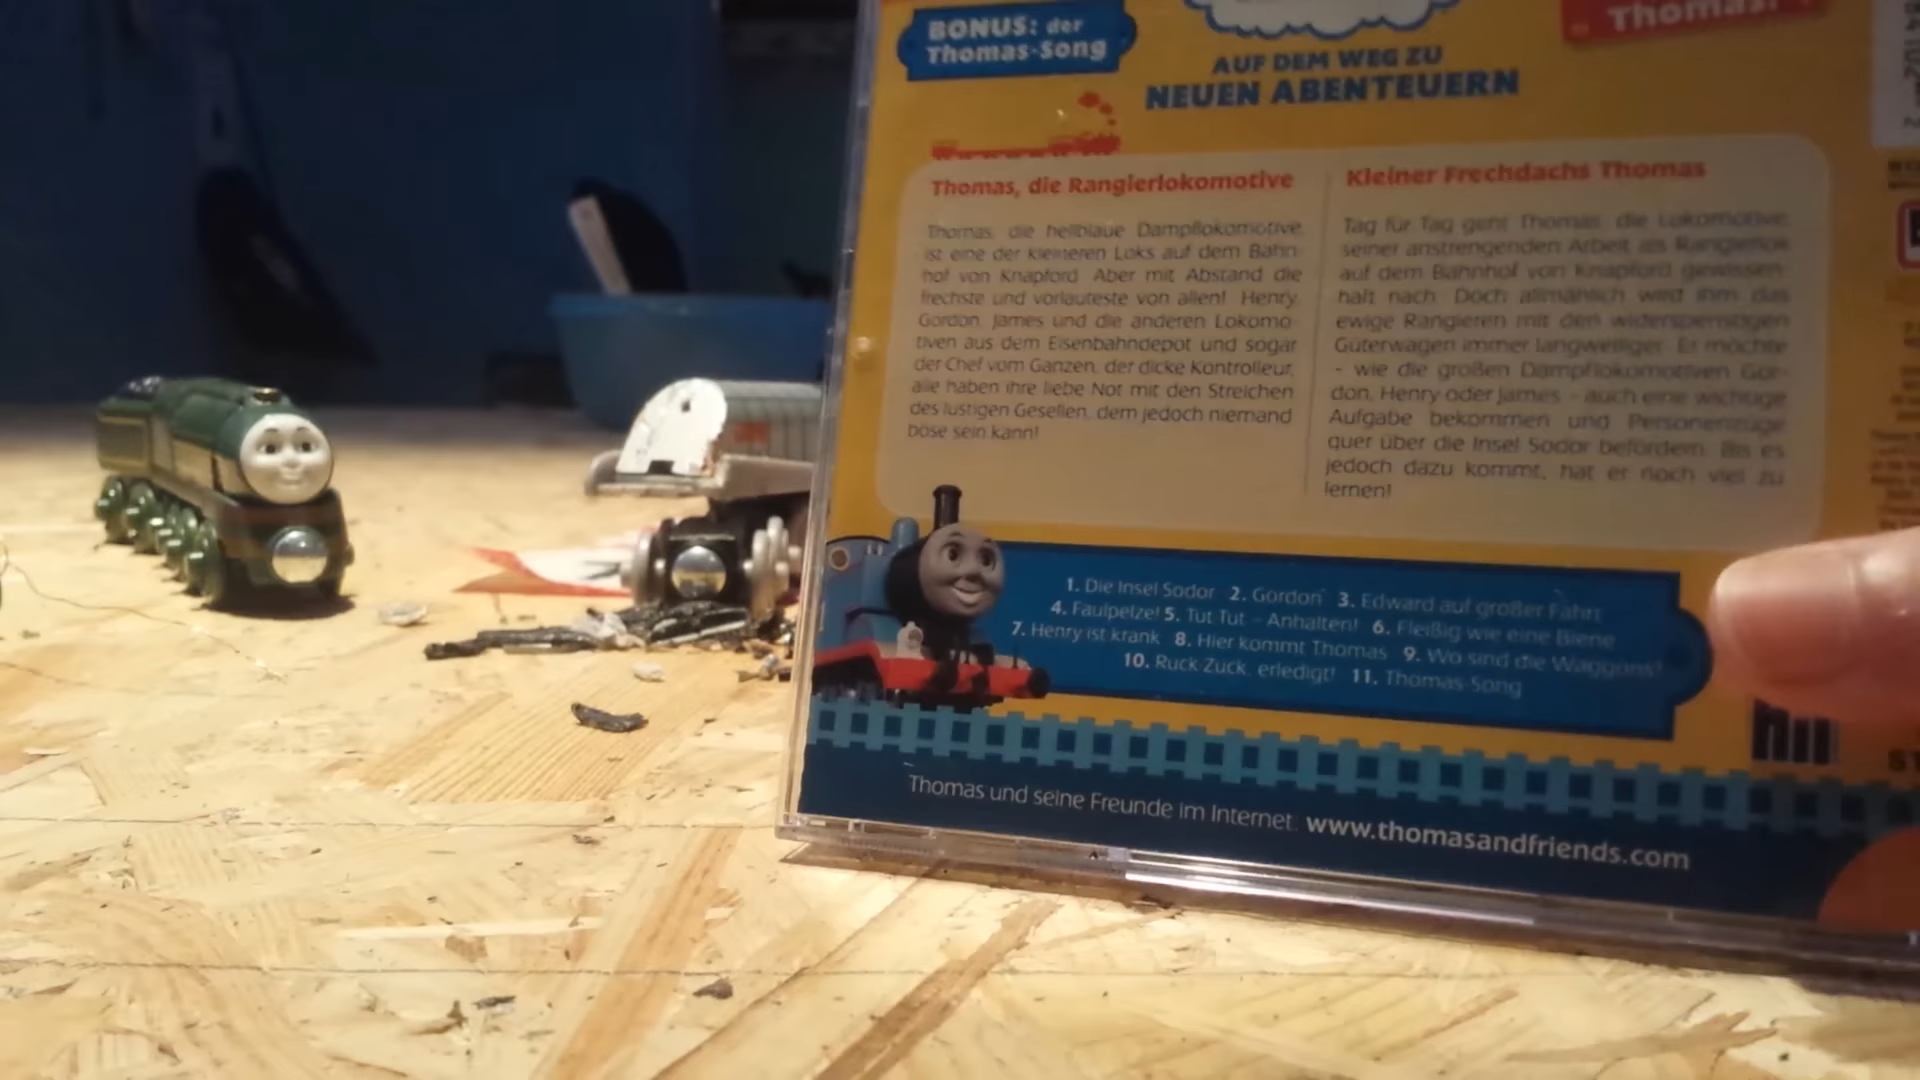 BONUS: der
Thomas-Song
Thomas!
AUF DEM WEG ZU
NEUEN ABENTEUERN
Thomas, die Rangierlokomotive
Thomas, die hellblaue Dampflokomotive,
ist eine der kleineren Loks auf dem Bahn-
hof von Knapford. Aber mit Abstand die
frechste und vorlauteste von allen! Henry,
Gordon, James und die anderen Lokomo-
tiven aus dem Eisenbahndepot und sogar
der Chef vom Ganzen, der dicke Kontrolleur,
alle haben ihre liebe Not mit den Streichen
des lustigen Gesellen, dem jedoch niemand
böse sein kann!
Kleiner Frechdachs Thomas
Tag für Tag geht Thomas, die Lokomotive
seiner anstrengenden Arbeit als Rangierlok
auf dem Bahnhof von Knapford gewissen-
haft nach. Doch allmählich wird ihm das
ewige Rangieren mit den widerspenstigen
Güterwagen immer langweiliger. Er möchte
- wie die großen Dampflokomotiven Gor-
don, Henry oder James - auch eine wichtige
Aufgabe bekommen und Personenzüge
quer über die Insel Sodor befördern. Bis es
jedoch dazu kommt, hat er noch viel zu
lernen!
1. Die Insel Sodor 2. Gordon 3. Edward auf großer Fahrt
4. Faulpelze! 5. Tut Tut - Anhalten! 6. Fleißig wie eine Biene
7. Henry ist krank 8. Hier kommt Thomas 9. Wo sind die Waggons?
10. Ruck Zuck, erledigt! 11. Thomas-Song
Thomas und seine Freunde im Internet: www.thomasandfriends.com